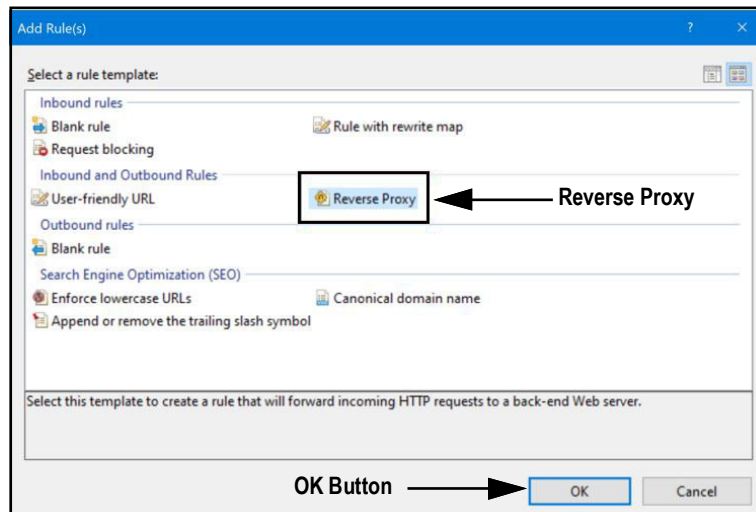 Add Rule(s) ? ×
Select a rule template:
Inbound rules
Blank rule Rule with rewrite map
Request blocking
Inbound and Outbound Rules
User-friendly URL Reverse Proxy Reverse Proxy
Outbound rules
Blank rule
Search Engine Optimization (SEO)
Enforce lowercase URLs Canonical domain name
Append or remove the trailing slash symbol
Select this template to create a rule that will forward incoming HTTP requests to a back-end Web server.
OK Button OK Cancel